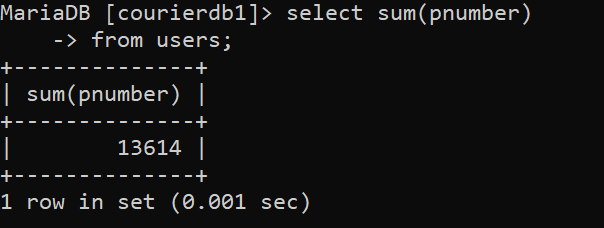 MariaDB [courierdb1]> select sum(pnumber)
    -> from users;
+--------------+
| sum(pnumber) |
+--------------+
|        13614 |
+--------------+
1 row in set (0.001 sec)